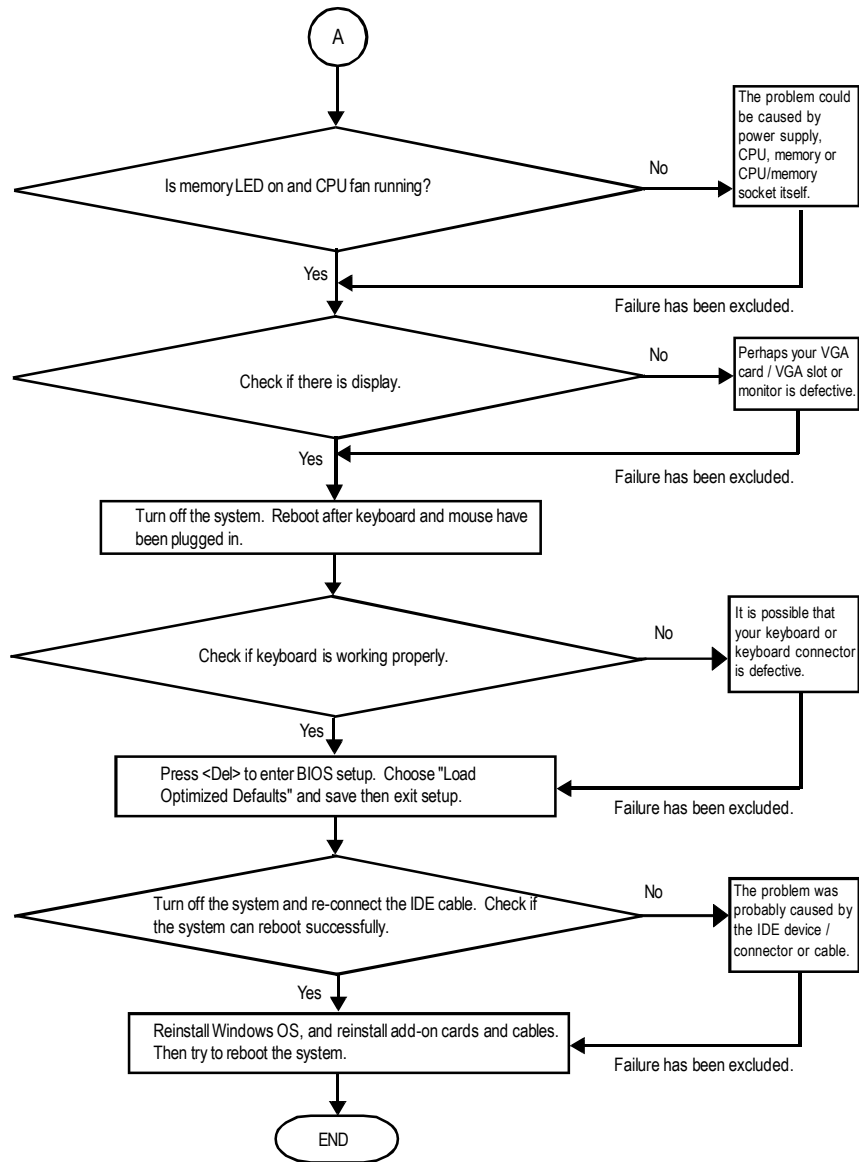 A
Is memory LED on and CPU fan running?
No
The problem could
be caused by
power supply,
CPU, memory or
CPU/memory
socket itself.
Yes
Failure has been excluded.
Check if there is display.
No
Perhaps your VGA
card / VGA slot or
monitor is defective.
Yes
Failure has been excluded.
Turn off the system. Reboot after keyboard and mouse have
been plugged in.
Check if keyboard is working properly.
No
It is possible that
your keyboard or
keyboard connector
is defective.
Yes
Press <Del> to enter BIOS setup. Choose "Load
Optimized Defaults" and save then exit setup.
Failure has been excluded.
Turn off the system and re-connect the IDE cable. Check if
the system can reboot successfully.
No
The problem was
probably caused by
the IDE device /
connector or cable.
Yes
Reinstall Windows OS, and reinstall add-on cards and cables.
Then try to reboot the system.
Failure has been excluded.
END